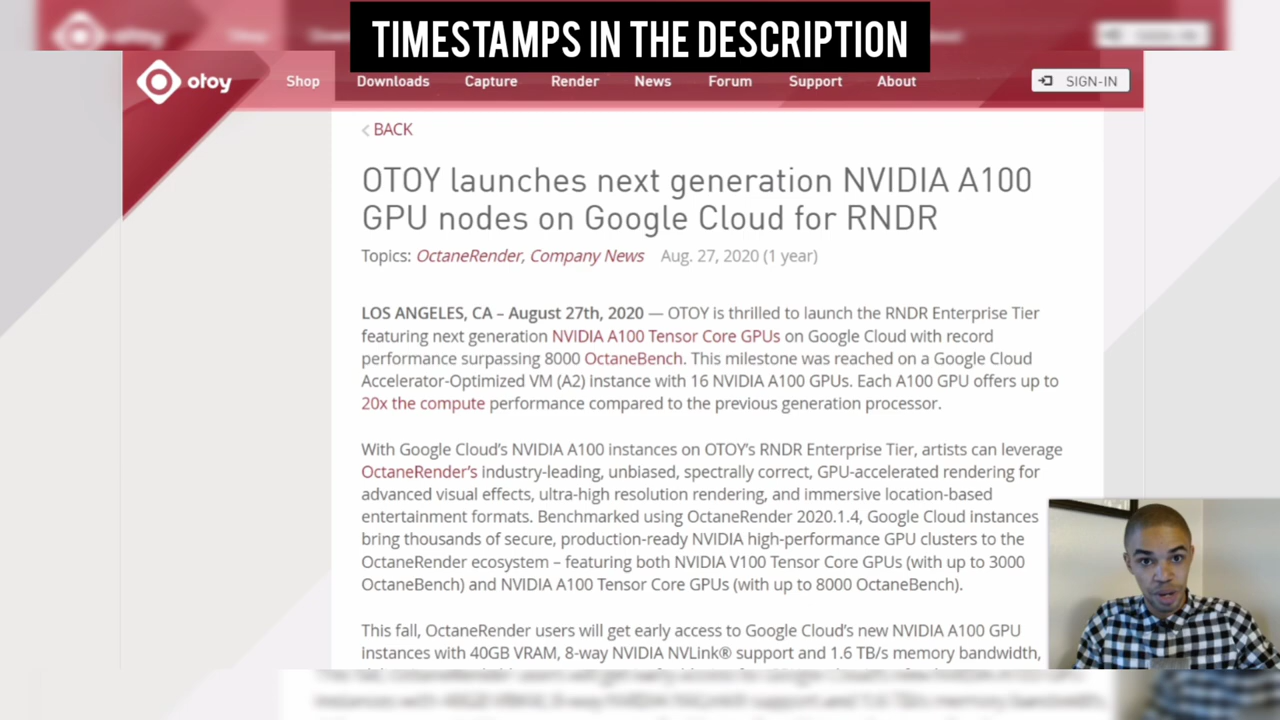 TIMESTAMPS IN THE DESCRIPTION
otoy
Shop Downloads Capture Render News Forum Support About SIGN-IN
< BACK
OTOY launches next generation NVIDIA A100
GPU nodes on Google Cloud for RNDR
Topics: OctaneRender, Company News Aug. 27, 2020 (1 year)
LOS ANGELES, CA – August 27th, 2020 — OTOY is thrilled to launch the RNDR Enterprise Tier
featuring next generation NVIDIA A100 Tensor Core GPUs on Google Cloud with record
performance surpassing 8000 OctaneBench. This milestone was reached on a Google Cloud
Accelerator-Optimized VM (A2) instance with 16 NVIDIA A100 GPUs. Each A100 GPU offers up to
20x the compute performance compared to the previous generation processor.
With Google Cloud's NVIDIA A100 instances on OTOY's RNDR Enterprise Tier, artists can leverage
OctaneRender's industry-leading, unbiased, spectrally correct, GPU-accelerated rendering for
advanced visual effects, ultra-high resolution rendering, and immersive location-based
entertainment formats. Benchmarked using OctaneRender 2020.1.4, Google Cloud instances
bring thousands of secure, production-ready NVIDIA high-performance GPU clusters to the
OctaneRender ecosystem – featuring both NVIDIA V100 Tensor Core GPUs (with up to 3000
OctaneBench) and NVIDIA A100 Tensor Core GPUs (with up to 8000 OctaneBench).
This fall, OctaneRender users will get early access to Google Cloud's new NVIDIA A100 GPU
instances with 40GB VRAM, 8-way NVIDIA NVLink® support and 1.6 TB/s memory bandwidth,